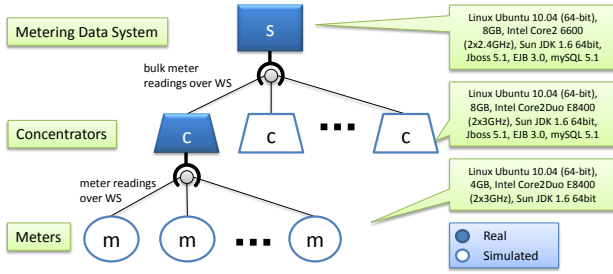 Metering Data System
S
Linux Ubuntu 10.04 (64-bit),
8GB, Intel Core2 6600
(2x2.4GHz), Sun JDK 1.6 64bit,
Jboss 5.1, EJB 3.0, mySQL 5.1
bulk meter
readings over WS
Concentrators
C
C
C
Linux Ubuntu 10.04 (64-bit),
8GB, Intel Core2Duo E8400
(2x3GHz), Sun JDK 1.6 64bit,
Jboss 5.1, EJB 3.0, mySQL 5.1
meter readings
over WS
Linux Ubuntu 10.04 (64-bit),
4GB, Intel Core2Duo E8400
(2x3GHz), Sun JDK 1.6 64bit
Meters
m
m
m
Real
Simulated